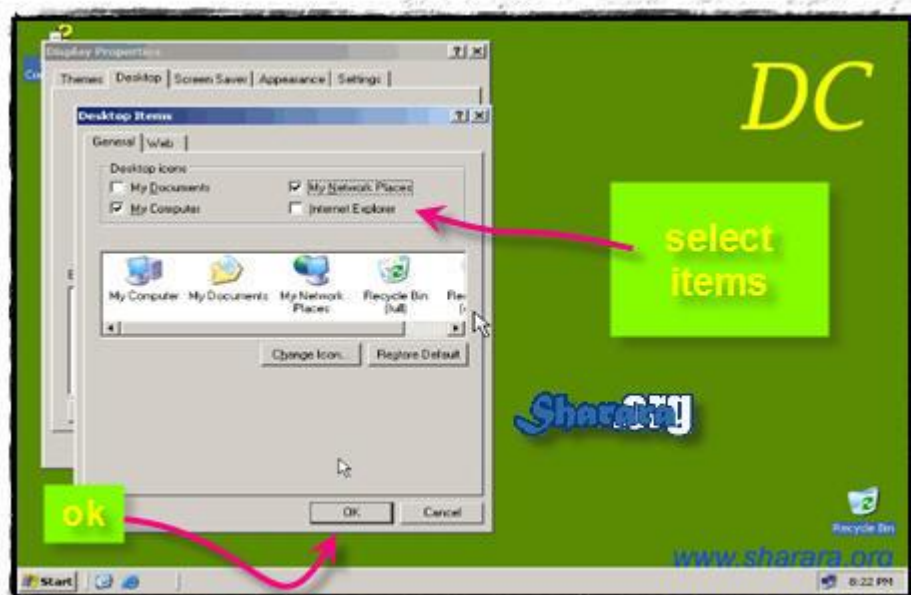 Display Properties
Themes Desktop Screen Saver Appearance Settings
Desktop Items
General Web
Desktop icons
My Documents
My Network Places
My Computer
Internet Explorer
My Computer
My Documents
My Network Places
Recycle Bin (full)
Change Icon...
Restore Default
OK
Cancel
DC
select
items
Sharara.org
ok
Recycle Bin
www.sharara.org
Start
8:22 PM